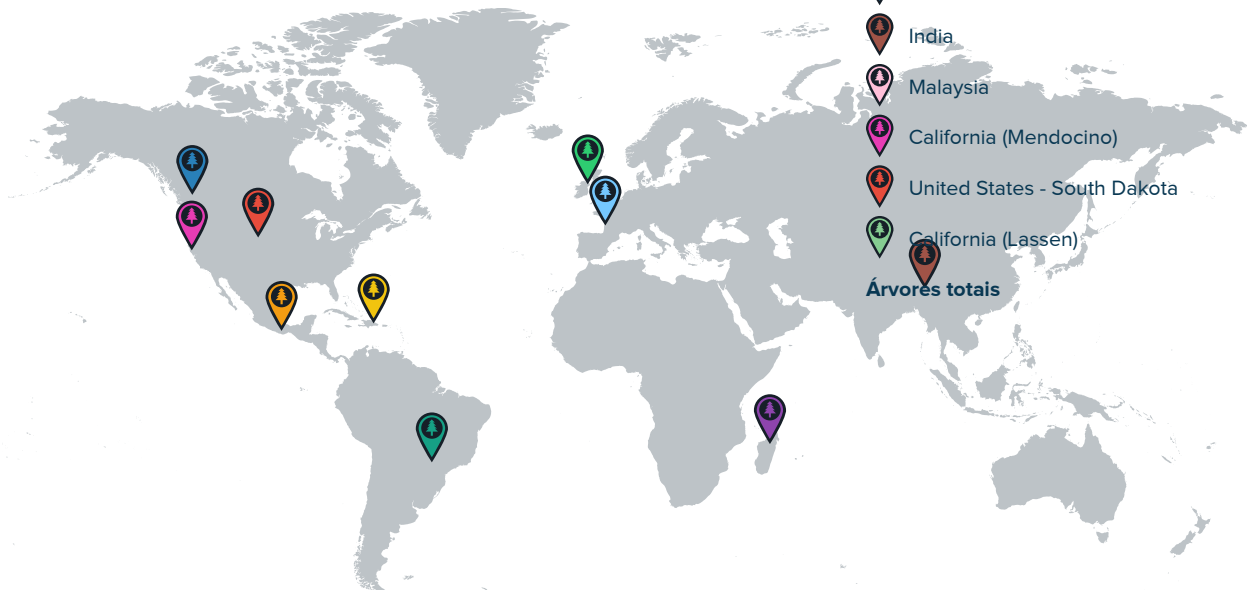 India
Malaysia
California (Mendocino)
United States - South Dakota
California (Lassen)
Árvores totais